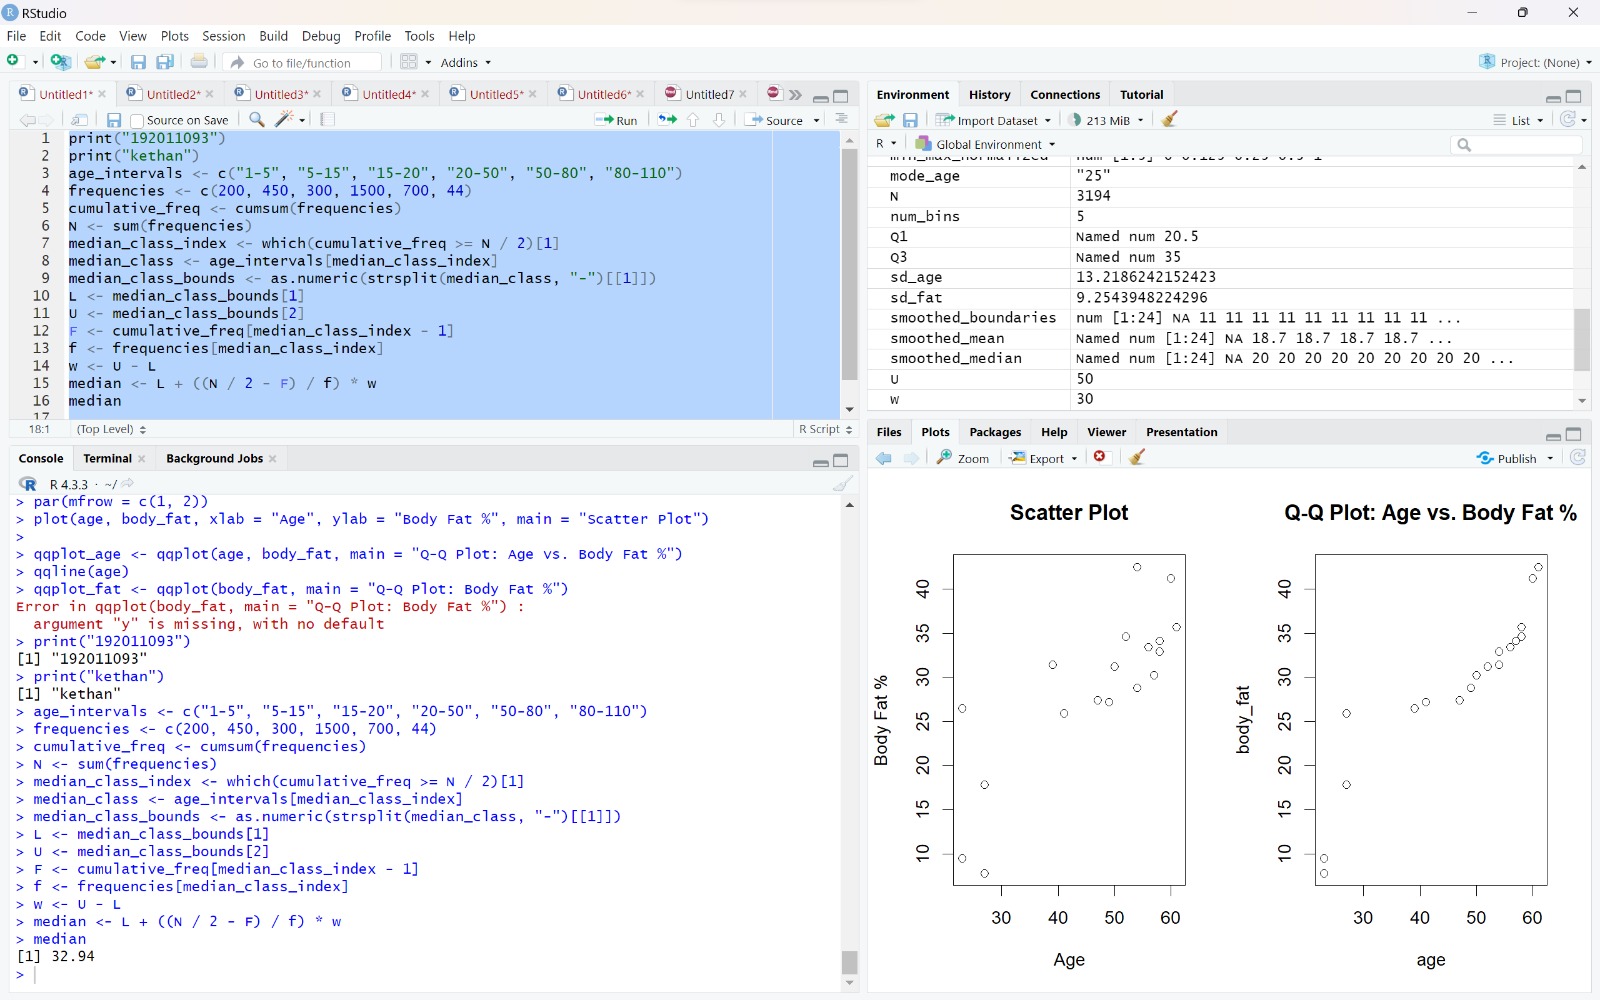 RStudio
File Edit Code View Plots Session Build Debug Profile Tools Help
Go to file/function Addins Project: (None)
Untitled1* Untitled2* Untitled3* Untitled4* Untitled5* Untitled6* Untitled7
Source on Save Run Source
1 print("192011093")
2 print("kethan")
3 age_intervals <- c("1-5", "5-15", "15-20", "20-50", "50-80", "80-110")
4 frequencies <- c(200, 450, 300, 1500, 700, 44)
5 cumulative_freq <- cumsum(frequencies)
6 N <- sum(frequencies)
7 median_class_index <- which(cumulative_freq >= N / 2)[1]
8 median_class <- age_intervals[median_class_index]
9 median_class_bounds <- as.numeric(strsplit(median_class, "-")[[1]])
10 L <- median_class_bounds[1]
11 U <- median_class_bounds[2]
12 F <- cumulative_freq[median_class_index - 1]
13 f <- frequencies[median_class_index]
14 w <- U - L
15 median <- L + ((N / 2 - F) / f) * w
16 median
17
18:1 (Top Level) R Script
Console Terminal Background Jobs
R 4.3.3 · ~/
> par(mfrow = c(1, 2))
> plot(age, body_fat, xlab = "Age", ylab = "Body Fat %", main = "Scatter Plot")
>
> qqplot_age <- qqplot(age, body_fat, main = "Q-Q Plot: Age vs. Body Fat %")
> qqline(age)
> qqplot_fat <- qqplot(body_fat, main = "Q-Q Plot: Body Fat %")
Error in qqplot(body_fat, main = "Q-Q Plot: Body Fat %") :
argument "y" is missing, with no default
> print("192011093")
[1] "192011093"
> print("kethan")
[1] "kethan"
> age_intervals <- c("1-5", "5-15", "15-20", "20-50", "50-80", "80-110")
> frequencies <- c(200, 450, 300, 1500, 700, 44)
> cumulative_freq <- cumsum(frequencies)
> N <- sum(frequencies)
> median_class_index <- which(cumulative_freq >= N / 2)[1]
> median_class <- age_intervals[median_class_index]
> median_class_bounds <- as.numeric(strsplit(median_class, "-")[[1]])
> L <- median_class_bounds[1]
> U <- median_class_bounds[2]
> F <- cumulative_freq[median_class_index - 1]
> f <- frequencies[median_class_index]
> w <- U - L
> median <- L + ((N / 2 - F) / f) * w
> median
[1] 32.94
>
Environment History Connections Tutorial
Import Dataset 213 MiB List
R Global Environment
mode_age "25"
N 3194
num_bins 5
Q1 Named num 20.5
Q3 Named num 35
sd_age 13.2186242152423
sd_fat 9.2543948224296
smoothed_boundaries num [1:24] NA 11 11 11 11 11 11 11 11 11 ...
smoothed_mean Named num [1:24] NA 18.7 18.7 18.7 18.7 ...
smoothed_median Named num [1:24] NA 20 20 20 20 20 20 20 20 20 ...
U 50
w 30
Files Plots Packages Help Viewer Presentation
Zoom Export Publish
Scatter Plot
Body Fat %
40
35
30
25
20
15
10
30 40 50 60
Age
Q-Q Plot: Age vs. Body Fat %
body_fat
40
35
30
25
20
15
10
30 40 50 60
age